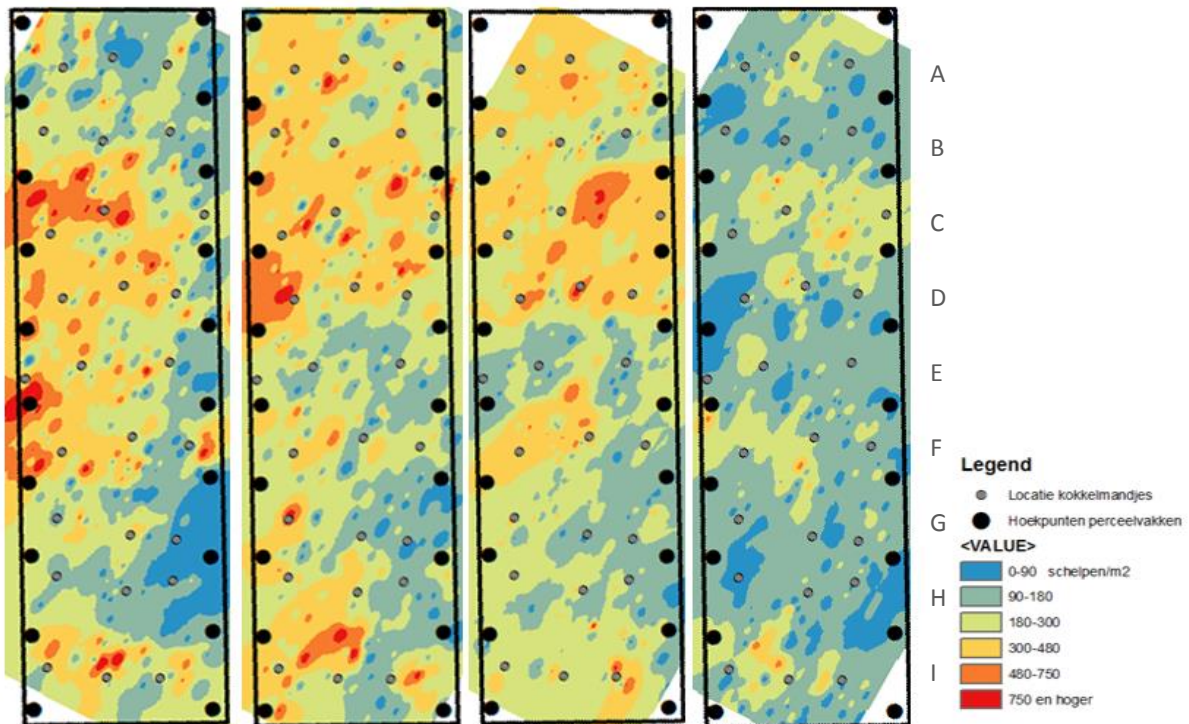 A
B
C
D
E
F
G
H
I
Legend
Locatie kokkelmandjes
Hoekpunten perceelvakken
<VALUE>
0-90 schelpen/m2
90-180
180-300
300-480
480-750
750 en hoger